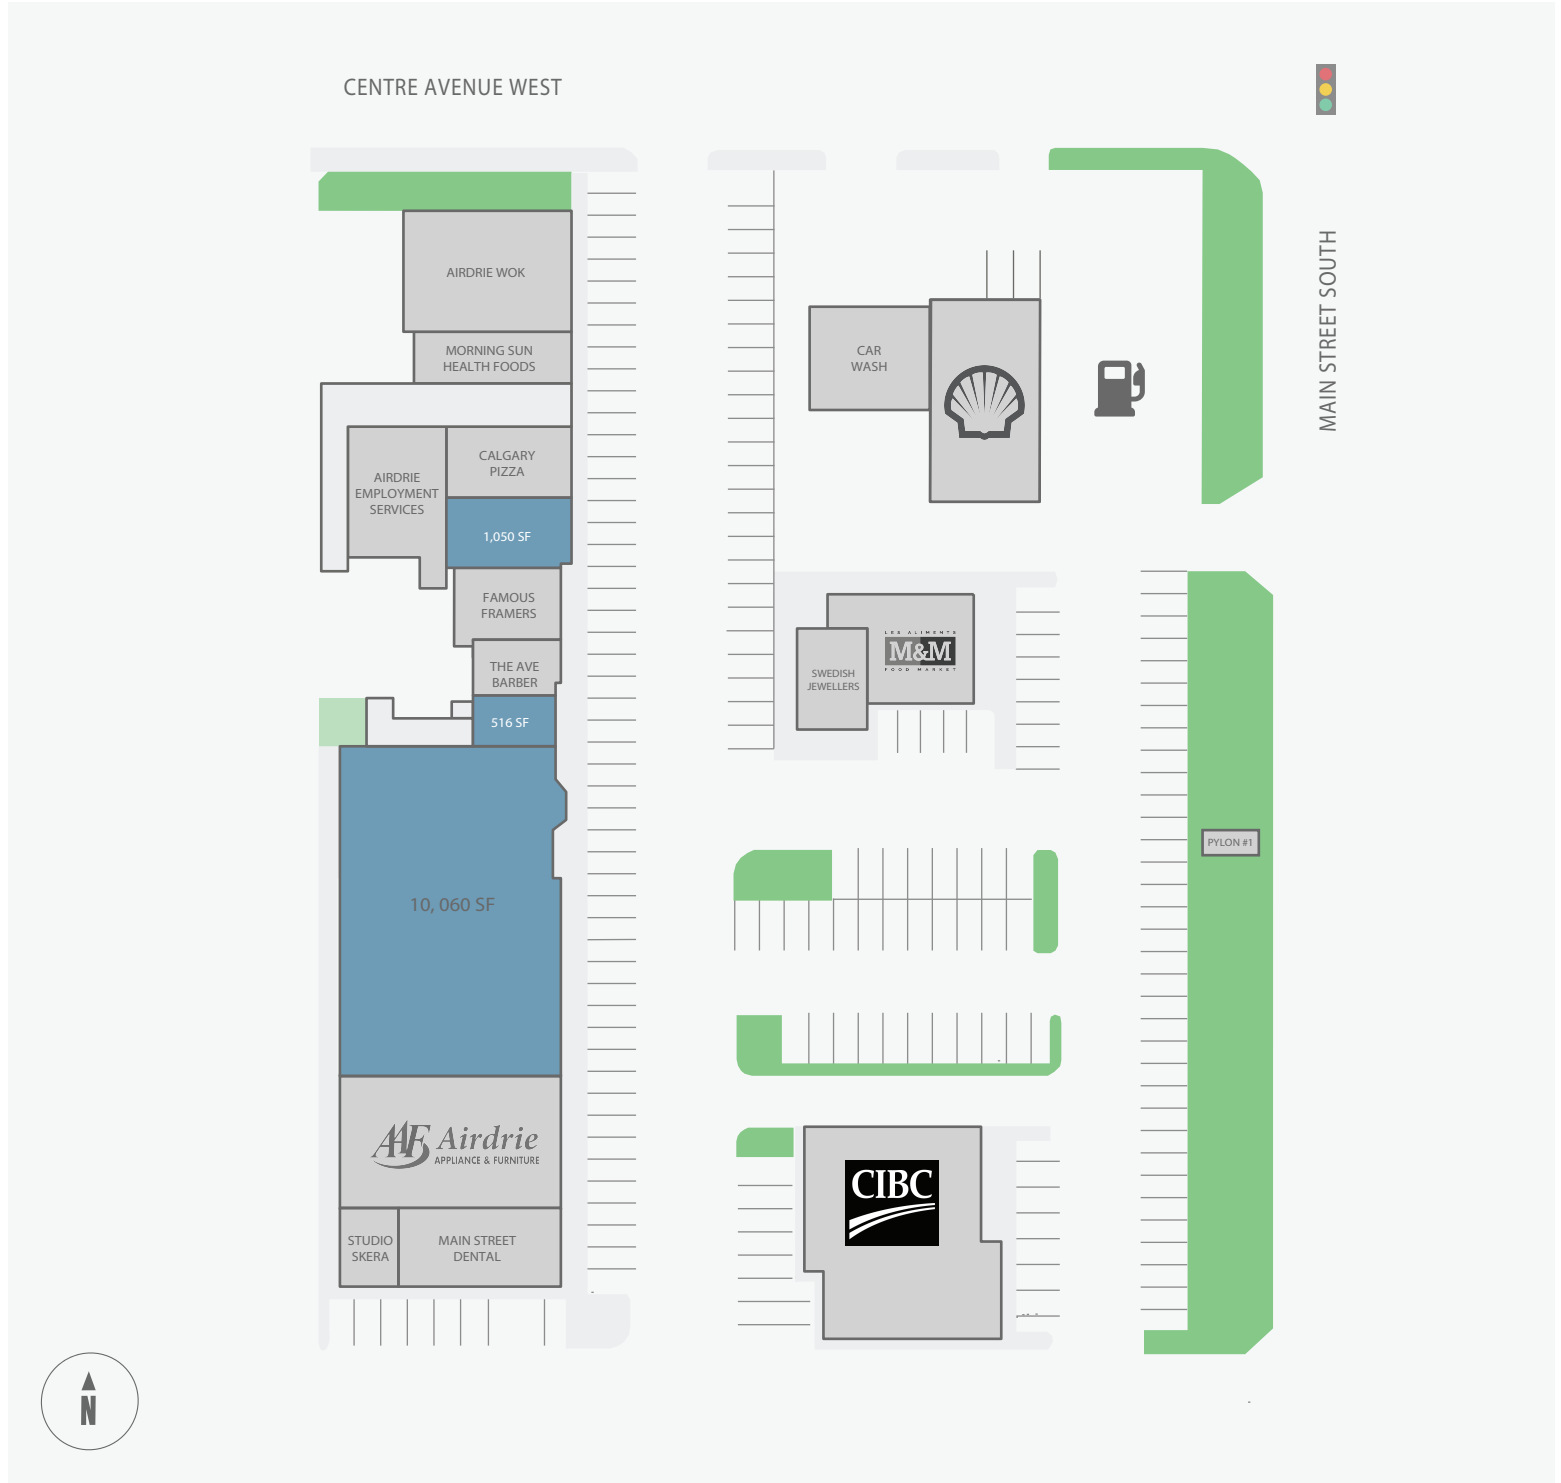 CENTRE AVENUE WEST
MAIN STREET SOUTH
AIRDRIE WOK
MORNING SUN
HEALTH FOODS
CALGARY
PIZZA
AIRDRIE
EMPLOYMENT
SERVICES
1,050 SF
FAMOUS
FRAMERS
THE AVE
BARBER
516 SF
10, 060 SF
AAF Airdrie
APPLIANCE & FURNITURE
STUDIO
SKERA
MAIN STREET
DENTAL
CAR
WASH
LES ALIMENTS
M&M
FOOD MARKET
SWEDISH
JEWELLERS
PYLON #1
CIBC
N